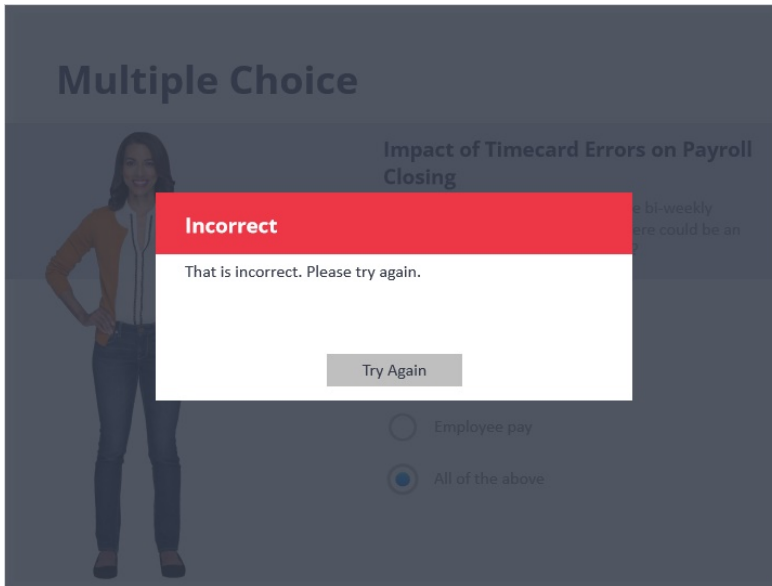 Multiple Choice
Impact of Timecard Errors on Payroll
Closing
e bi-weekly
ere could be an
?
Incorrect
That is incorrect. Please try again.
Try Again
Employee pay
All of the above